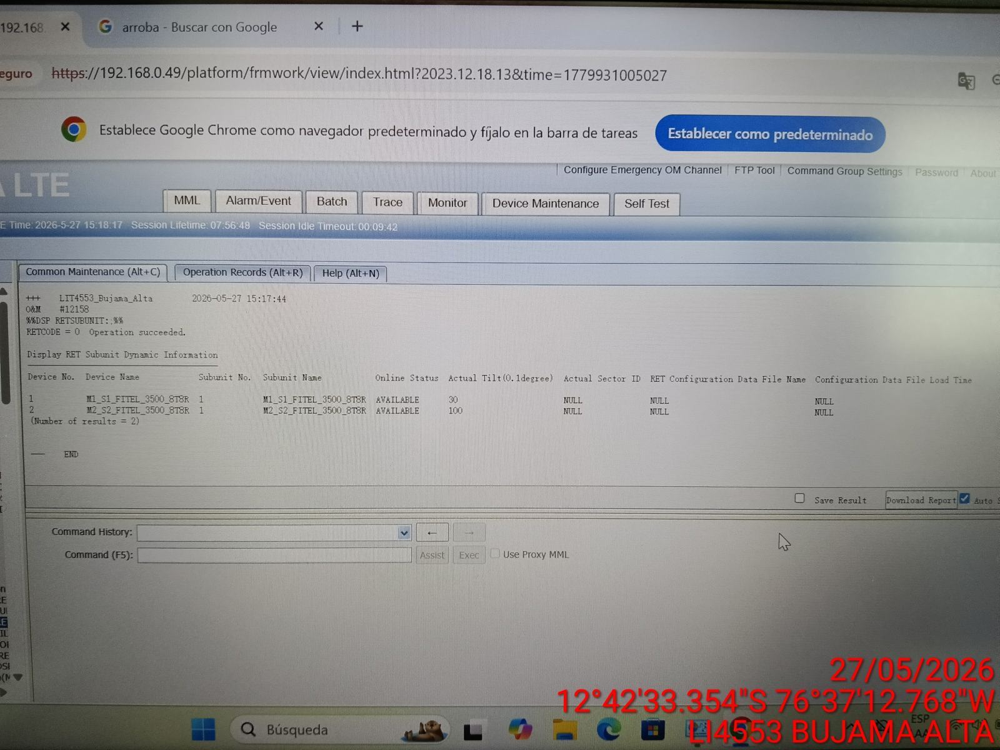 192.168.
arroba - Buscar con Google
eguro https://192.168.0.49/platform/frmwork/view/index.html?2023.12.18.13&time=1779931005027
Establece Google Chrome como navegador predeterminado y fíjalo en la barra de tareas
Establecer como predeterminado
Configure Emergency OM Channel FTP Tool Command Group Settings Password About
LTE
MML Alarm/Event Batch Trace Monitor Device Maintenance Self Test
E Time: 2026-5-27 15:18:17 Session Lifetime: 07:56:48 Session Idle Timeout: 00:09:42
Common Maintenance (Alt+C) Operation Records (Alt+R) Help (Alt+N)
+++ LIT4553_Bujama_Alta 2026-05-27 15:17:44
O&M #12158
%%DSP RETSUBUNIT:;%%
RETCODE = 0 Operation succeeded.
Display RET Subunit Dynamic Information
Device No. Device Name Subunit No. Subunit Name Online Status Actual Tilt(0.1degree) Actual Sector ID RET Configuration Data File Name Configuration Data File Load Time
1 M1_S1_FITEL_3500_8T8R 1 M1_S1_FITEL_3500_8T8R AVAILABLE 30 NULL NULL NULL
2 M2_S2_FITEL_3500_8T8R 1 M2_S2_FITEL_3500_8T8R AVAILABLE 100 NULL NULL NULL
(Number of results = 2)
--- END
Save Result Download Report Auto
Command History: ← →
Command (F5): Assist Exec Use Proxy MML
27/05/2026
12°42'33.354"S 76°37'12.768"W
LI4553 BUJAMA ALTA
Búsqueda
ESP